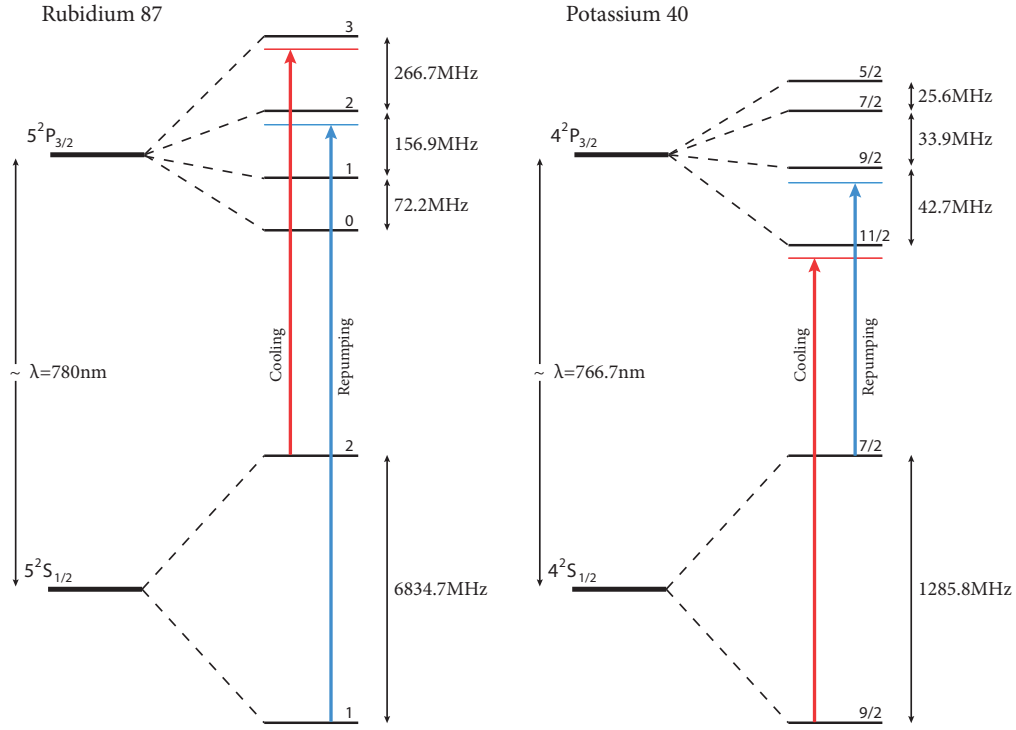 Rubidium 87
3
266.7MHz
2
5²P₃/₂
156.9MHz
1
72.2MHz
0
Cooling
Repumping
~ λ=780nm
2
5²S₁/₂
6834.7MHz
1
Potassium 40
5/2
25.6MHz
7/2
4²P₃/₂
33.9MHz
9/2
42.7MHz
11/2
Cooling
Repumping
~ λ=766.7nm
7/2
4²S₁/₂
1285.8MHz
9/2